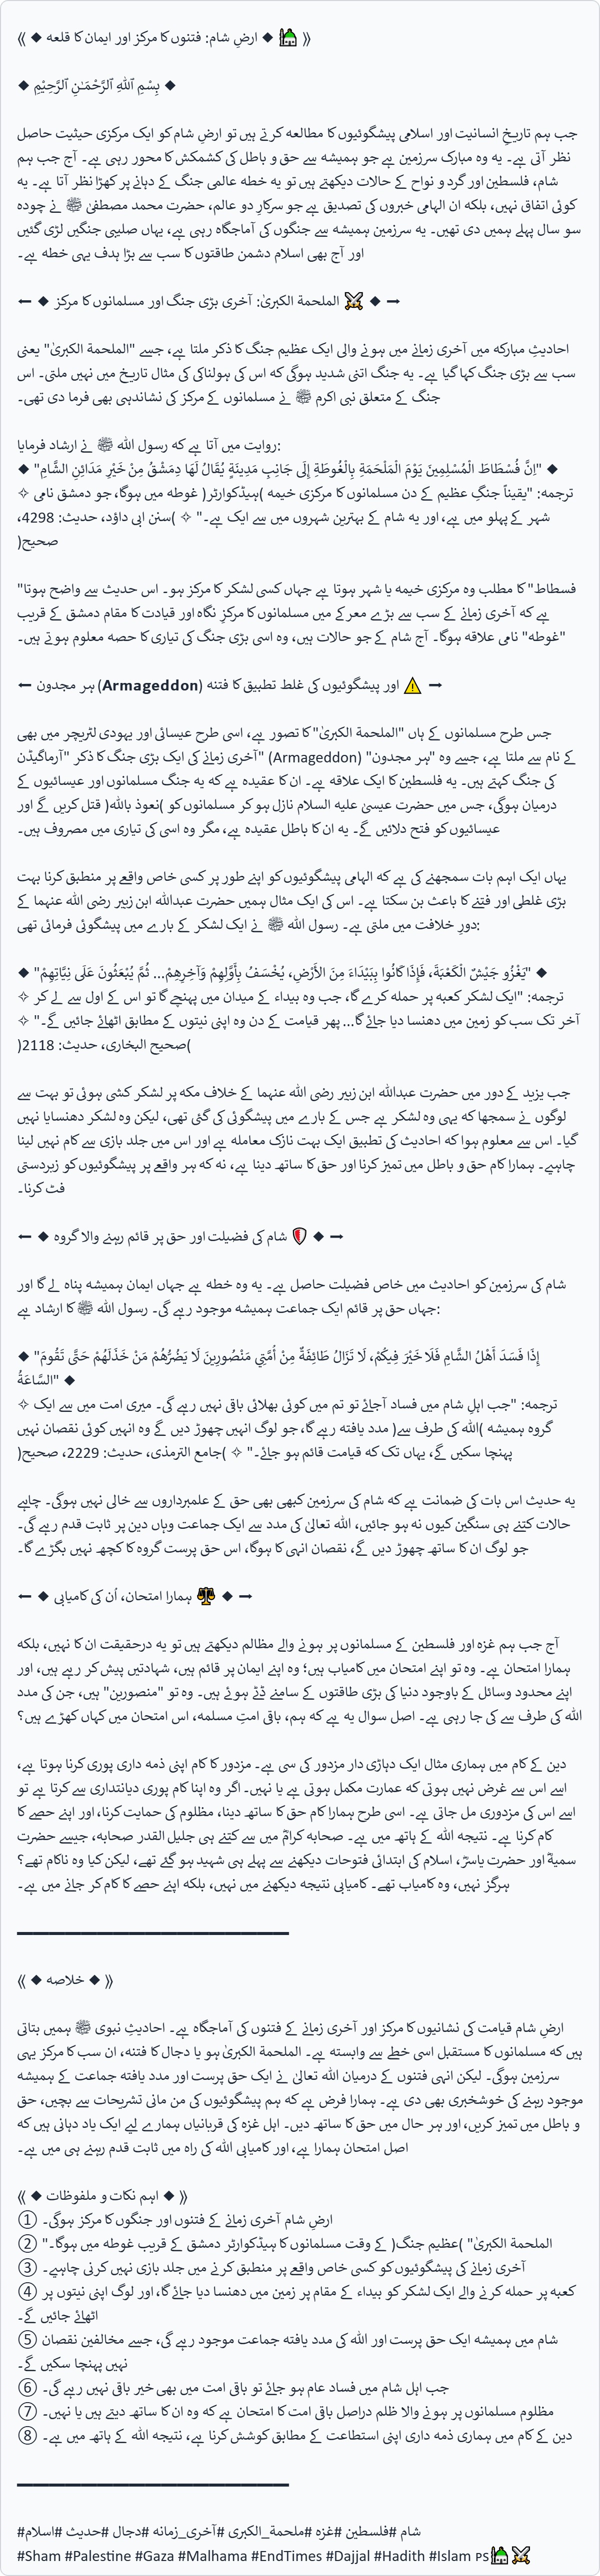 ⟪ ◆ ارضِ شام: فتنوں کا مرکز اور ایمان کا قلعہ ◆ 🕌 ⟫
◆ بِسْمِ ٱللَّهِ ٱلرَّحْمَـٰنِ ٱلرَّحِيْمِ ◆
جب ہم تاریخِ انسانیت اور اسلامی پیشگوئیوں کا مطالعہ کرتے ہیں تو ارضِ شام کو ایک مرکزی حیثیت حاصل
نظر آتی ہے۔ یہ وہ مبارک سرزمین ہے جو ہمیشہ سے حق و باطل کی کشمکش کا محور رہی ہے۔ آج جب ہم
شام، فلسطین اور گرد و نواح کے حالات دیکھتے ہیں تو یہ خطہ عالمی جنگ کے دہانے پر کھڑا نظر آتا ہے۔ یہ
کوئی اتفاق نہیں، بلکہ ان الہامی خبروں کی تصدیق ہے جو سرکارِ دو عالم، حضرت محمد مصطفیٰ ﷺ نے چودہ
سو سال پہلے ہمیں دی تھیں۔ یہ سرزمین ہمیشہ سے جنگوں کی آماجگاہ رہی ہے، یہاں صلیبی جنگیں لڑی گئیں
اور آج بھی اسلام دشمن طاقتوں کا سب سے بڑا ہدف یہی خطہ ہے۔
← ◆ الملحمة الکبریٰ: آخری بڑی جنگ اور مسلمانوں کا مرکز ⚔️ ◆ →
احادیثِ مبارکہ میں آخری زمانے میں ہونے والی ایک عظیم جنگ کا ذکر ملتا ہے، جسے "الملحمة الکبریٰ" یعنی
سب سے بڑی جنگ کہا گیا ہے۔ یہ جنگ اتنی شدید ہوگی کہ اس کی ہولناکی کی مثال تاریخ میں نہیں ملتی۔ اس
جنگ کے متعلق نبی اکرم ﷺ نے مسلمانوں کے مرکز کی نشاندہی بھی فرما دی تھی۔
روایت میں آتا ہے کہ رسول اللہ ﷺ نے ارشاد فرمایا:
◆ "إِنَّ فُسْطَاطَ الْمُسْلِمِينَ يَوْمَ الْمَلْحَمَةِ بِالْغُوطَةِ إِلَى جَانِبِ مَدِينَةٍ يُقَالُ لَهَا دِمَشْقُ مِنْ خَيْرِ مَدَائِنِ الشَّامِ" ◆
✧ ترجمہ: "یقیناً جنگِ عظیم کے دن مسلمانوں کا مرکزی خیمہ (ہیڈکوارٹر) غوطہ میں ہوگا، جو دمشق نامی
شہر کے پہلو میں ہے، اور یہ شام کے بہترین شہروں میں سے ایک ہے۔" ✧ (سنن ابی داؤد، حدیث: 4298،
صحیح)
"فسطاط" کا مطلب وہ مرکزی خیمہ یا شہر ہوتا ہے جہاں کسی لشکر کا مرکز ہو۔ اس حدیث سے واضح ہوتا
ہے کہ آخری زمانے کے سب سے بڑے معرکے میں مسلمانوں کا مرکزِ نگاہ اور قیادت کا مقام دمشق کے قریب
"غوطہ" نامی علاقہ ہوگا۔ آج شام کے جو حالات ہیں، وہ اسی بڑی جنگ کی تیاری کا حصہ معلوم ہوتے ہیں۔
← ہر مجدون (Armageddon) اور پیشگوئیوں کی غلط تطبیق کا فتنہ ⚠️ →
جس طرح مسلمانوں کے ہاں "الملحمة الکبریٰ" کا تصور ہے، اسی طرح عیسائی اور یہودی لٹریچر میں بھی
آخری زمانے کی ایک بڑی جنگ کا ذکر "آرماگیڈن" (Armageddon) کے نام سے ملتا ہے، جسے وہ "ہر مجدون"
کی جنگ کہتے ہیں۔ یہ فلسطین کا ایک علاقہ ہے۔ ان کا عقیدہ ہے کہ یہ جنگ مسلمانوں اور عیسائیوں کے
درمیان ہوگی، جس میں حضرت عیسیٰ علیہ السلام نازل ہو کر مسلمانوں کو (نعوذ باللہ) قتل کریں گے اور
عیسائیوں کو فتح دلائیں گے۔ یہ ان کا باطل عقیدہ ہے، مگر وہ اسی کی تیاری میں مصروف ہیں۔
یہاں ایک اہم بات سمجھنے کی ہے کہ الہامی پیشگوئیوں کو اپنے طور پر کسی خاص واقعے پر منطبق کرنا بہت
بڑی غلطی اور فتنے کا باعث بن سکتا ہے۔ اس کی ایک مثال ہمیں حضرت عبداللہ ابن زبیر رضی اللہ عنہما کے
دورِ خلافت میں ملتی ہے۔ رسول اللہ ﷺ نے ایک لشکر کے بارے میں پیشگوئی فرمائی تھی:
◆ "يَغْزُو جَيْشٌ الْكَعْبَةَ، فَإِذَا كَانُوا بِبَيْدَاءَ مِنَ الأَرْضِ، يُخْسَفُ بِأَوَّلِهِمْ وَآخِرِهِمْ... ثُمَّ يُبْعَثُونَ عَلَى نِيَّاتِهِمْ" ◆
✧ ترجمہ: "ایک لشکر کعبہ پر حملہ کرے گا، جب وہ بیداء کے میدان میں پہنچے گا تو اس کے اول سے لے کر
آخر تک سب کو زمین میں دھنسا دیا جائے گا... پھر قیامت کے دن وہ اپنی نیتوں کے مطابق اٹھائے جائیں گے۔" ✧
(صحیح البخاری، حدیث: 2118)
جب یزید کے دور میں حضرت عبداللہ ابن زبیر رضی اللہ عنہما کے خلاف مکہ پر لشکر کشی ہوئی تو بہت سے
لوگوں نے سمجھا کہ یہی وہ لشکر ہے جس کے بارے میں پیشگوئی کی گئی تھی، لیکن وہ لشکر دھنسایا نہیں
گیا۔ اس سے معلوم ہوا کہ احادیث کی تطبیق ایک بہت نازک معاملہ ہے اور اس میں جلد بازی سے کام نہیں لینا
چاہیے۔ ہمارا کام حق و باطل میں تمیز کرنا اور حق کا ساتھ دینا ہے، نہ کہ ہر واقعے پر پیشگوئیوں کو زبردستی
فٹ کرنا۔
← ◆ شام کی فضیلت اور حق پر قائم رہنے والا گروہ 🛡️ ◆ →
شام کی سرزمین کو احادیث میں خاص فضیلت حاصل ہے۔ یہ وہ خطہ ہے جہاں ایمان ہمیشہ پناہ لے گا اور
جہاں حق پر قائم ایک جماعت ہمیشہ موجود رہے گی۔ رسول اللہ ﷺ کا ارشاد ہے:
◆ "إِذَا فَسَدَ أَهْلُ الشَّامِ فَلَا خَيْرَ فِيكُمْ، لَا تَزَالُ طَائِفَةٌ مِنْ أُمَّتِي مَنْصُورِينَ لَا يَضُرُّهُمْ مَنْ خَذَلَهُمْ حَتَّى تَقُومَ
السَّاعَةُ" ◆
✧ ترجمہ: "جب اہلِ شام میں فساد آجائے تو تم میں کوئی بھلائی باقی نہیں رہے گی۔ میری امت میں سے ایک
گروہ ہمیشہ (اللہ کی طرف سے) مدد یافتہ رہے گا، جو لوگ انہیں چھوڑ دیں گے وہ انہیں کوئی نقصان نہیں
پہنچا سکیں گے، یہاں تک کہ قیامت قائم ہو جائے۔" ✧ (جامع الترمذی، حدیث: 2229، صحیح)
یہ حدیث اس بات کی ضمانت ہے کہ شام کی سرزمین کبھی بھی حق کے علمبرداروں سے خالی نہیں ہوگی۔ چاہے
حالات کتنے ہی سنگین کیوں نہ ہو جائیں، اللہ تعالیٰ کی مدد سے ایک جماعت وہاں دین پر ثابت قدم رہے گی۔
جو لوگ ان کا ساتھ چھوڑ دیں گے، نقصان انہی کا ہوگا، اس حق پرست گروہ کا کچھ نہیں بگڑے گا۔
← ◆ ہمارا امتحان، اُن کی کامیابی ⚖️ ◆ →
آج جب ہم غزہ اور فلسطین کے مسلمانوں پر ہونے والے مظالم دیکھتے ہیں تو یہ درحقیقت ان کا نہیں، بلکہ
ہمارا امتحان ہے۔ وہ تو اپنے امتحان میں کامیاب ہیں؛ وہ اپنے ایمان پر قائم ہیں، شہادتیں پیش کر رہے ہیں، اور
اپنے محدود وسائل کے باوجود دنیا کی بڑی طاقتوں کے سامنے ڈٹے ہوئے ہیں۔ وہ تو "منصورین" ہیں، جن کی مدد
اللہ کی طرف سے کی جا رہی ہے۔ اصل سوال یہ ہے کہ ہم، باقی امتِ مسلمہ، اس امتحان میں کہاں کھڑے ہیں؟
دین کے کام میں ہماری مثال ایک دہاڑی دار مزدور کی سی ہے۔ مزدور کا کام اپنی ذمہ داری پوری کرنا ہوتا ہے،
اسے اس سے غرض نہیں ہوتی کہ عمارت مکمل ہوتی ہے یا نہیں۔ اگر وہ اپنا کام پوری دیانتداری سے کرتا ہے تو
اسے اس کی مزدوری مل جاتی ہے۔ اسی طرح ہمارا کام حق کا ساتھ دینا، مظلوم کی حمایت کرنا، اور اپنے حصے کا
کام کرنا ہے۔ نتیجہ اللہ کے ہاتھ میں ہے۔ صحابہ کرامؓ میں سے کتنے ہی جلیل القدر صحابہ، جیسے حضرت
سمیہؓ اور حضرت یاسرؓ، اسلام کی ابتدائی فتوحات دیکھنے سے پہلے ہی شہید ہو گئے تھے، لیکن کیا وہ ناکام تھے؟
ہرگز نہیں، وہ کامیاب تھے۔ کامیابی نتیجہ دیکھنے میں نہیں، بلکہ اپنے حصے کا کام کر جانے میں ہے۔
⟪ ◆ خلاصہ ◆ ⟫
ارضِ شام قیامت کی نشانیوں کا مرکز اور آخری زمانے کے فتنوں کی آماجگاہ ہے۔ احادیثِ نبوی ﷺ ہمیں بتاتی
ہیں کہ مسلمانوں کا مستقبل اسی خطے سے وابستہ ہے۔ الملحمة الکبریٰ ہو یا دجال کا فتنہ، ان سب کا مرکز یہی
سرزمین ہوگی۔ لیکن انہی فتنوں کے درمیان اللہ تعالیٰ نے ایک حق پرست اور مدد یافتہ جماعت کے ہمیشہ
موجود رہنے کی خوشخبری بھی دی ہے۔ ہمارا فرض ہے کہ ہم پیشگوئیوں کی من مانی تشریحات سے بچیں، حق
و باطل میں تمیز کریں، اور ہر حال میں حق کا ساتھ دیں۔ اہل غزہ کی قربانیاں ہمارے لیے ایک یاد دہانی ہیں کہ
اصل امتحان ہمارا ہے، اور کامیابی اللہ کی راہ میں ثابت قدم رہنے ہی میں ہے۔
⟪ ◆ اہم نکات و ملفوظات ◆ ⟫
① ارضِ شام آخری زمانے کے فتنوں اور جنگوں کا مرکز ہوگی۔
② "الملحمة الکبریٰ" (عظیم جنگ) کے وقت مسلمانوں کا ہیڈکوارٹر دمشق کے قریب غوطہ میں ہوگا۔
③ آخری زمانے کی پیشگوئیوں کو کسی خاص واقعے پر منطبق کرنے میں جلد بازی نہیں کرنی چاہیے۔
④ کعبہ پر حملہ کرنے والے ایک لشکر کو بیداء کے مقام پر زمین میں دھنسا دیا جائے گا، اور لوگ اپنی نیتوں پر
اٹھائے جائیں گے۔
⑤ شام میں ہمیشہ ایک حق پرست اور اللہ کی مدد یافتہ جماعت موجود رہے گی، جسے مخالفین نقصان
نہیں پہنچا سکیں گے۔
⑥ جب اہل شام میں فساد عام ہو جائے تو باقی امت میں بھی خیر باقی نہیں رہے گی۔
⑦ مظلوم مسلمانوں پر ہونے والا ظلم دراصل باقی امت کا امتحان ہے کہ وہ ان کا ساتھ دیتے ہیں یا نہیں۔
⑧ دین کے کام میں ہماری ذمہ داری اپنی استطاعت کے مطابق کوشش کرنا ہے، نتیجہ اللہ کے ہاتھ میں ہے۔
#شام #فلسطین #غزہ #ملحمة_الکبری #آخری_زمانہ #دجال #حدیث #اسلام
#Sham #Palestine #Gaza #Malhama #EndTimes #Dajjal #Hadith #Islam PS🕌⚔️